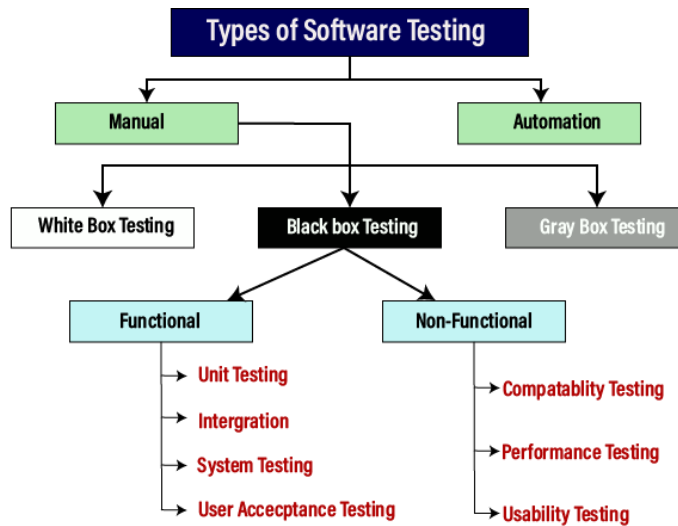 Types of Software Testing
Manual
Automation
White Box Testing
Black box Testing
Gray Box Testing
Functional
Non-Functional
Unit Testing
Intergration
System Testing
User Accecptance Testing
Compatablity Testing
Performance Testing
Usability Testing